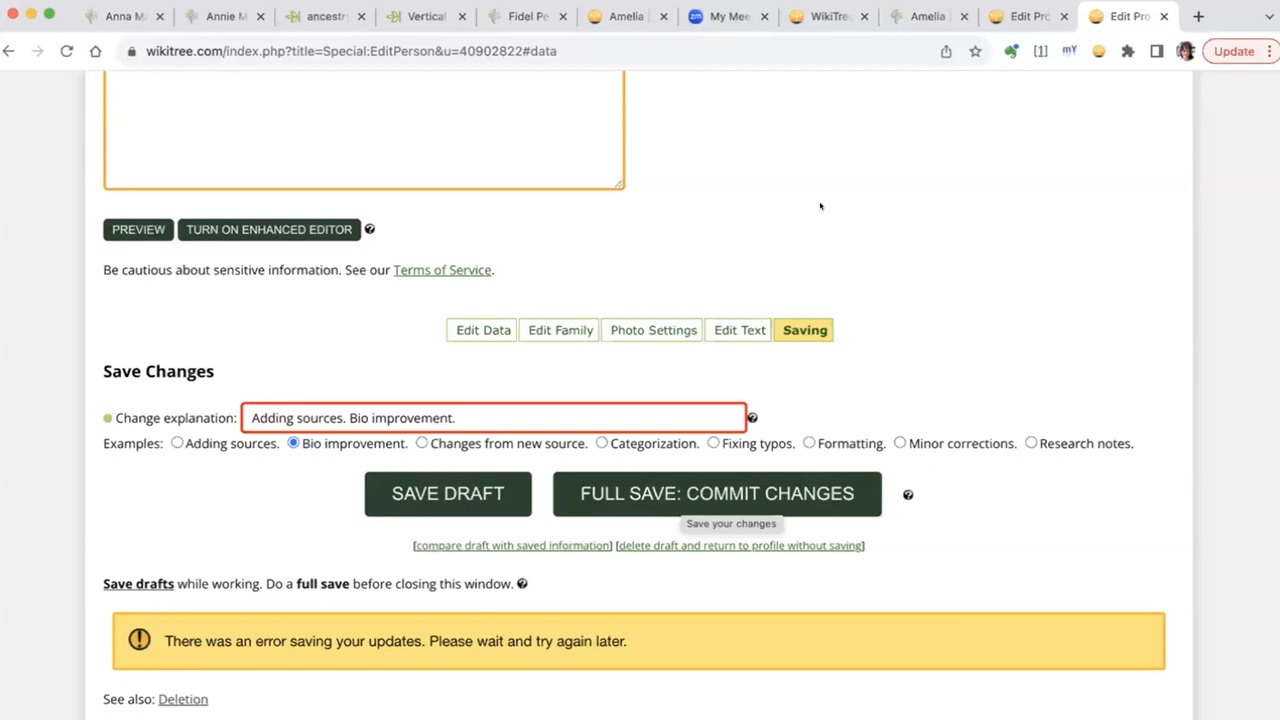 Anna M
Annie M
ancestr
Vertical
Fidel Pe
Amelia
My Mee
WikiTre
Amelia
Edit Pro
Edit Pro
wikitree.com/index.php?title=Special:EditPerson&u=40902822#data
[1]
mY
Update
PREVIEW
TURN ON ENHANCED EDITOR
Be cautious about sensitive information. See our Terms of Service.
Edit Data
Edit Family
Photo Settings
Edit Text
Saving
Save Changes
Change explanation: Adding sources. Bio improvement.
Examples: Adding sources. Bio improvement. Changes from new source. Categorization. Fixing typos. Formatting. Minor corrections. Research notes.
SAVE DRAFT
FULL SAVE: COMMIT CHANGES
Save your changes
[compare draft with saved information] [delete draft and return to profile without saving]
Save drafts while working. Do a full save before closing this window.
There was an error saving your updates. Please wait and try again later.
See also: Deletion